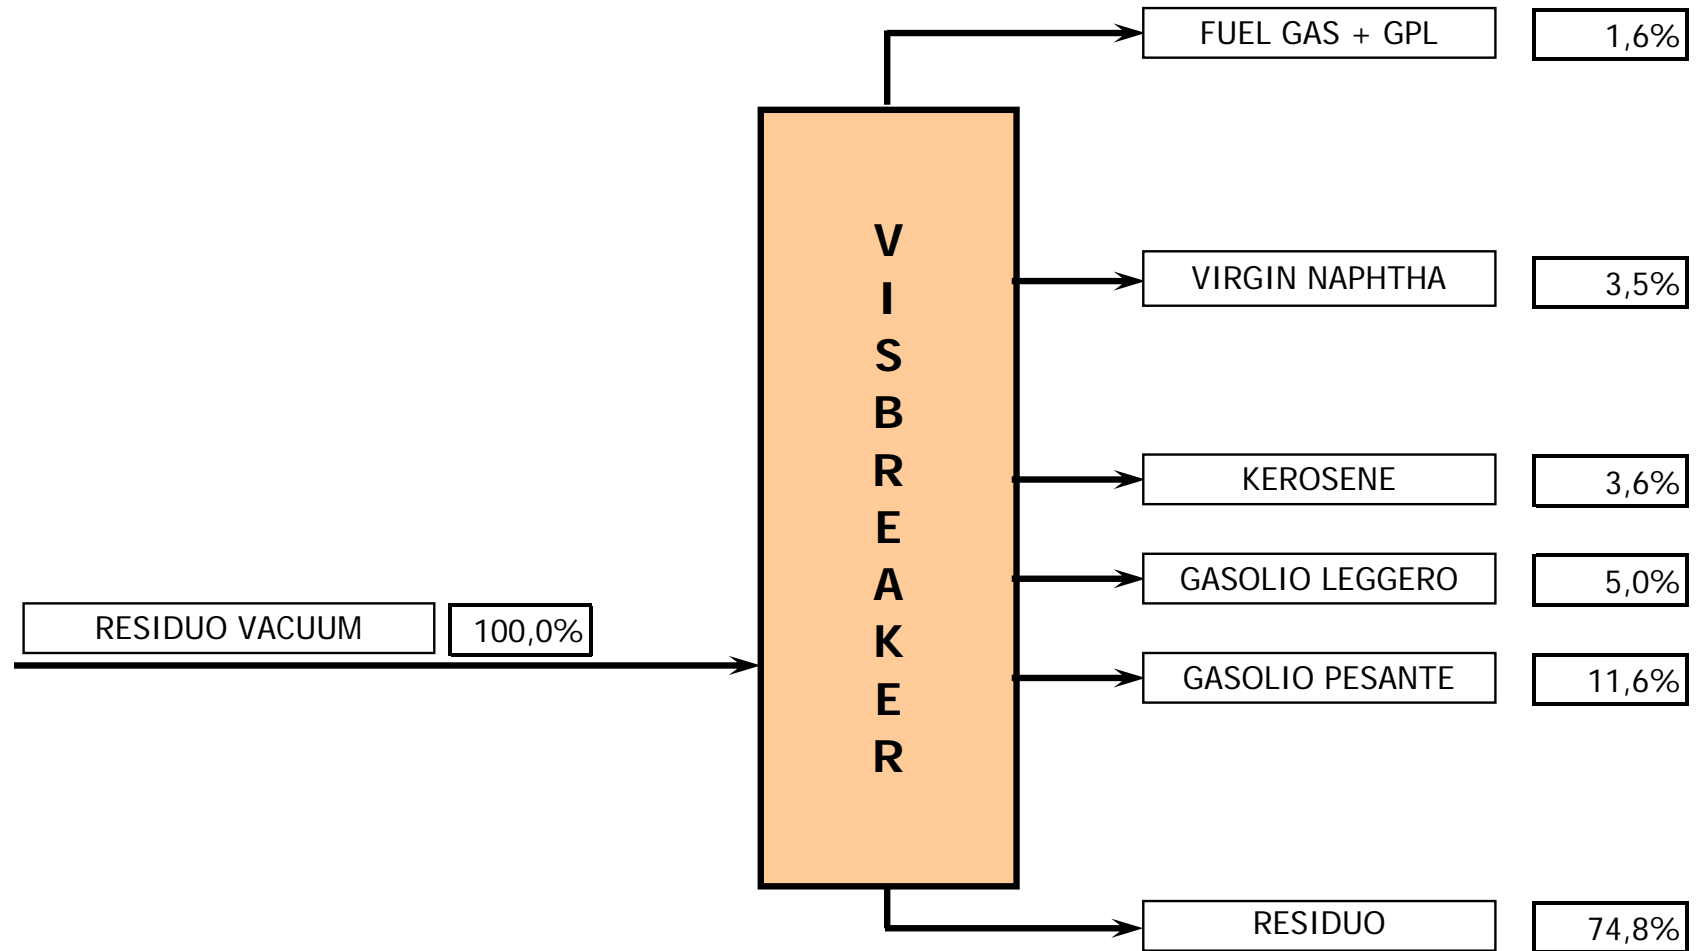 FUEL GAS + GPL 1,6%
VIRGIN NAPHTHA 3,5%
KEROSENE 3,6%
GASOLIO LEGGERO 5,0%
RESIDUO VACUUM 100,0%
GASOLIO PESANTE 11,6%
RESIDUO 74,8%
V
I
S
B
R
E
A
K
E
R